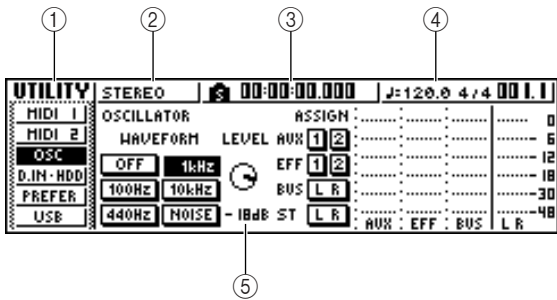 ① ② ③ ④
UTILITY STEREO S 00:00:00.000 ♩=120.0 4/4 001.1
MIDI 1 OSCILLATOR ASSIGN 0
MIDI 2 WAVEFORM LEVEL AUX 1 2 6
OSC OFF 1kHz EFF 1 2 12
D.IN·HDD 18
PREFER 100Hz 10kHz BUS L R 30
USB 440HZ NOISE -18dB ST L R 48
AUX EFF BUS L R
⑤